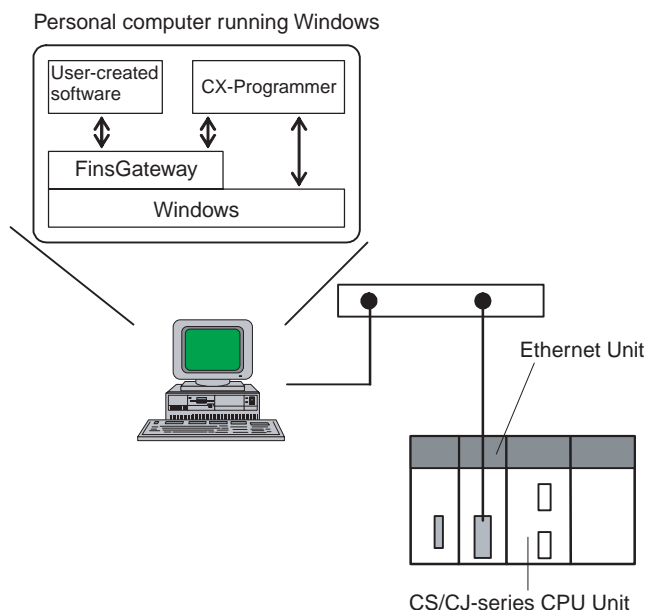 Personal computer running Windows
User-created
software
CX-Programmer
FinsGateway
Windows
Ethernet Unit
CS/CJ-series CPU Unit